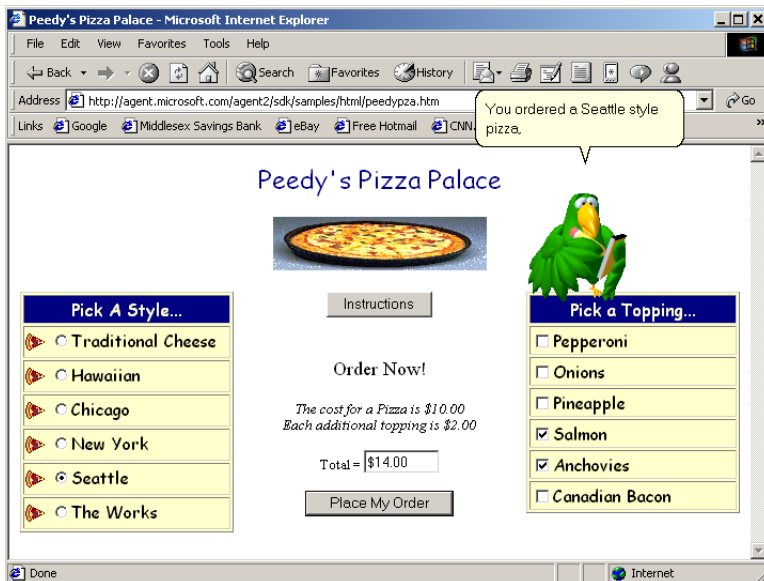 Peedy's Pizza Palace - Microsoft Internet Explorer
File Edit View Favorites Tools Help
Back Search Favorites History
Address http://agent.microsoft.com/agent2/sdk/samples/html/peedypza.htm Go
Links Google Middlesex Savings Bank eBay Free Hotmail CNN. »
You ordered a Seattle style
pizza,
Peedy's Pizza Palace
Instructions
Pick A Style...
Traditional Cheese
Hawaiian
Chicago
New York
Seattle
The Works
Order Now!
The cost for a Pizza is $10.00
Each additional topping is $2.00
Total = $14.00
Place My Order
Pick a Topping...
Pepperoni
Onions
Pineapple
Salmon
Anchovies
Canadian Bacon
Done Internet